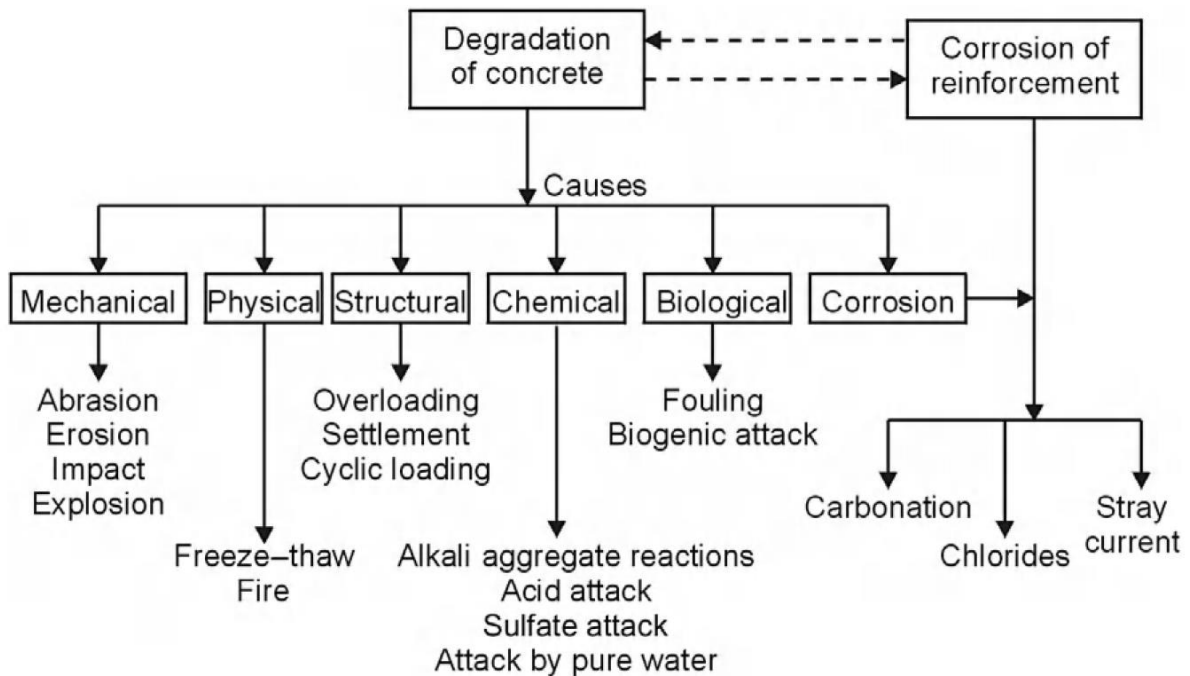 Degradation
of concrete
Corrosion of
reinforcement
Causes
Mechanical
Physical
Structural
Chemical
Biological
Corrosion
Abrasion
Erosion
Impact
Explosion
Freeze–thaw
Fire
Overloading
Settlement
Cyclic loading
Alkali aggregate reactions
Acid attack
Sulfate attack
Attack by pure water
Fouling
Biogenic attack
Carbonation
Chlorides
Stray
current